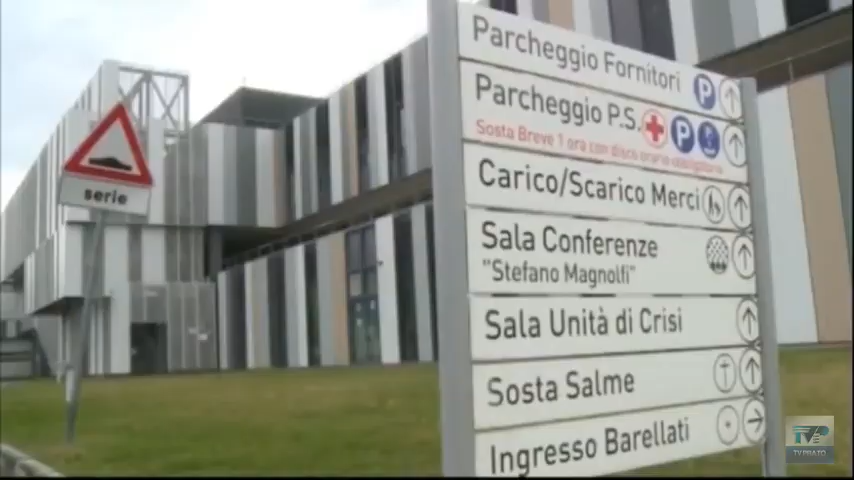 Parcheggio Fornitori P
Parcheggio P.S. P
Sosta Breve 1 ora con disco orario obbligatorio
Carico/Scarico Merci
Sala Conferenze
"Stefano Magnolfi"
Sala Unità di Crisi
Sosta Salme
Ingresso Barellati
serie
TVP
TV PRATO